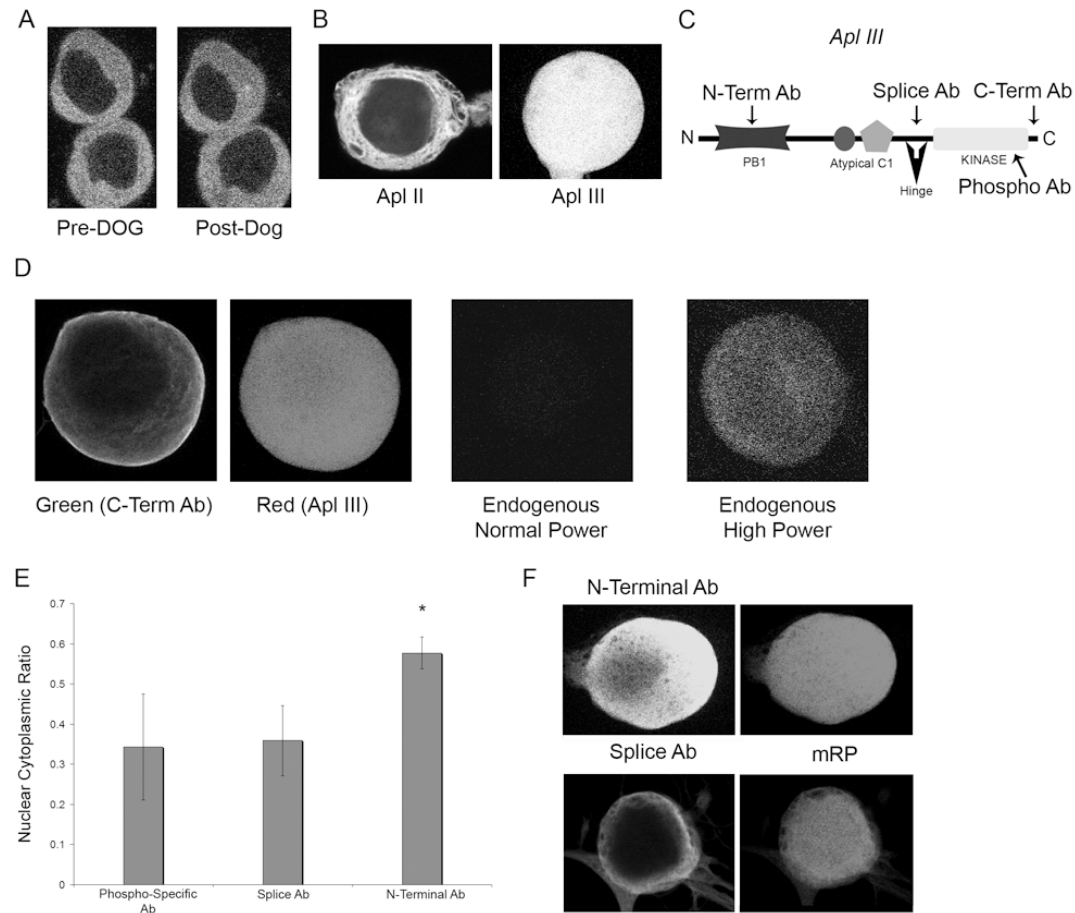 A
Pre-DOG
Post-Dog
B
Apl II
Apl III
C
Apl III
N-Term Ab
Splice Ab
C-Term Ab
N
C
PB1
Atypical C1
Hinge
KINASE
Phospho Ab
D
Green (C-Term Ab)
Red (Apl III)
Endogenous
Normal Power
Endogenous
High Power
E
Nuclear Cytoplasmic Ratio
0.7
0.6
0.5
0.4
0.3
0.2
0.1
0
*
Phospho-Specific
Ab
Splice Ab
N-Terminal Ab
F
N-Terminal Ab
Splice Ab
mRP